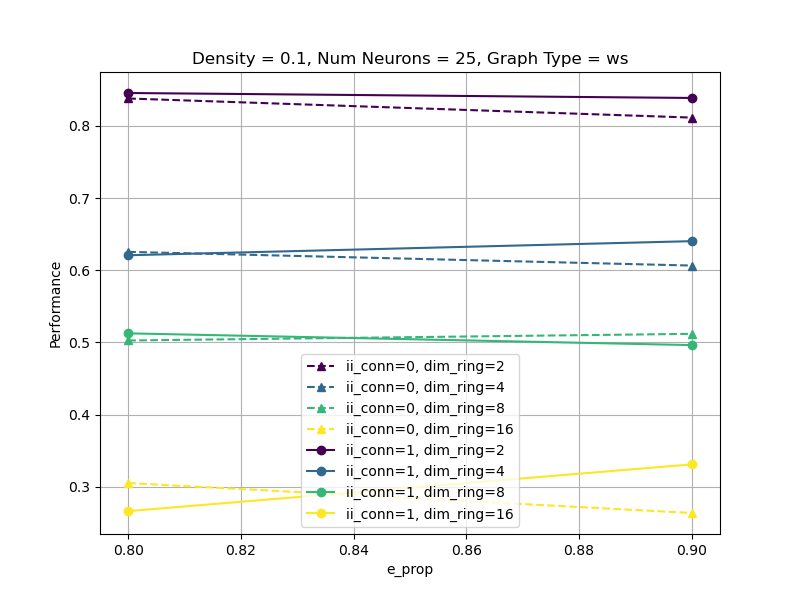 Density = 0.1, Num Neurons = 25, Graph Type = ws
Performance
0.8
0.7
0.6
0.5
0.4
0.3
ii_conn=0, dim_ring=2
ii_conn=0, dim_ring=4
ii_conn=0, dim_ring=8
ii_conn=0, dim_ring=16
ii_conn=1, dim_ring=2
ii_conn=1, dim_ring=4
ii_conn=1, dim_ring=8
ii_conn=1, dim_ring=16
0.80 0.82 0.84 0.86 0.88 0.90
e_prop